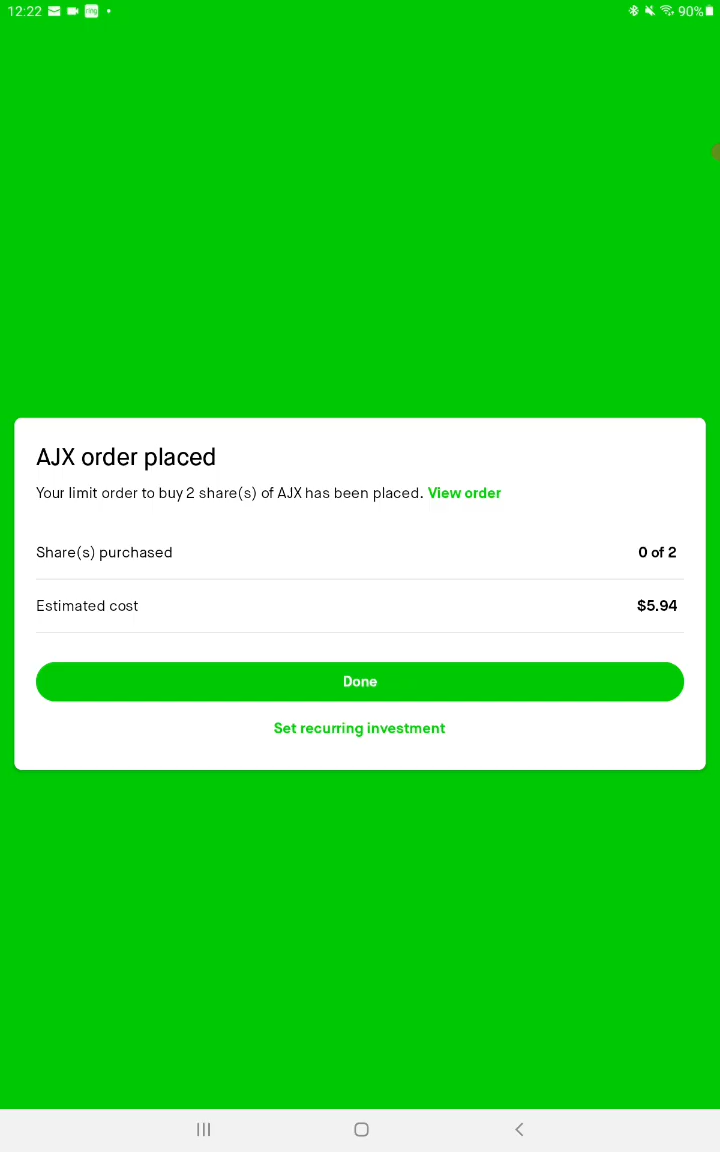 12:22 ring 90%
AJX order placed
Your limit order to buy 2 share(s) of AJX has been placed. View order
Share(s) purchased 0 of 2
Estimated cost $5.94
Done
Set recurring investment